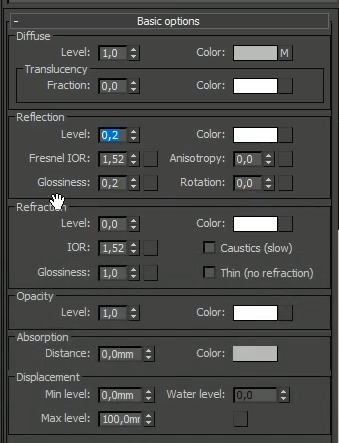 - Basic options
Diffuse
Level: 1,0 Color: M
Translucency
Fraction: 0,0 Color:
Reflection
Level: 0,2 Color:
Fresnel IOR: 1,52 Anisotropy: 0,0
Glossiness: 0,2 Rotation: 0,0
Refraction
Level: 0,0 Color:
IOR: 1,52 Caustics (slow)
Glossiness: 1,0 Thin (no refraction)
Opacity
Level: 1,0 Color:
Absorption
Distance: 0,0mm Color:
Displacement
Min level: 0,0mm Water level: 0,0
Max level: 100,0mr